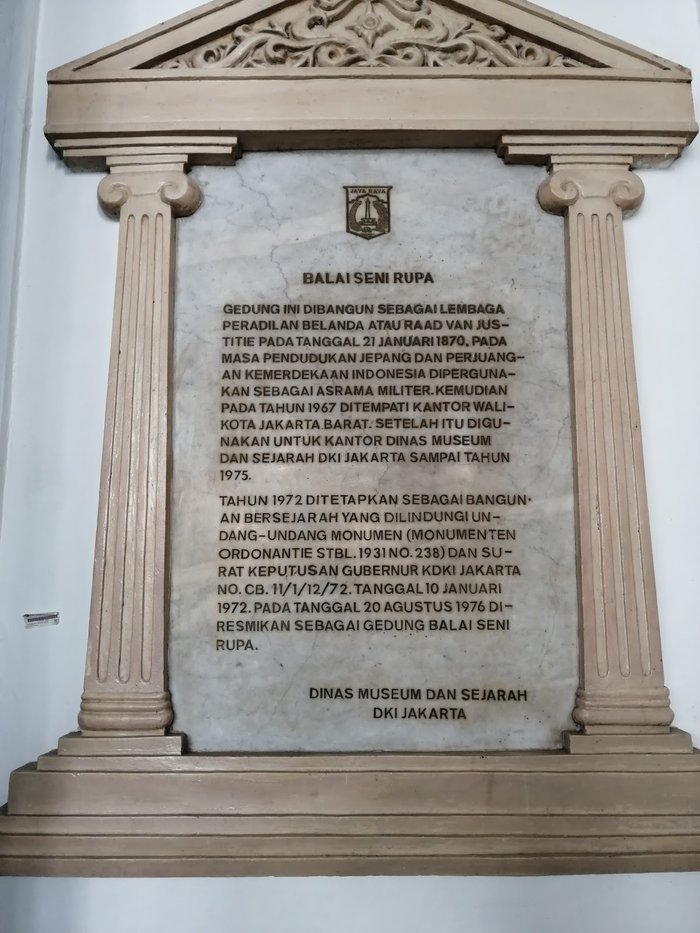 JAYA RAYA
BALAI SENI RUPA
GEDUNG INI DIBANGUN SEBAGAI LEMBAGA
PERADILAN BELANDA ATAU RAAD VAN JUS-
TITIE PADA TANGGAL 21 JANUARI 1870, PADA
MASA PENDUDUKAN JEPANG DAN PERJUANG-
AN KEMERDEKAAN INDONESIA DIPERGUNA-
KAN SEBAGAI ASRAMA MILITER. KEMUDIAN
PADA TAHUN 1967 DITEMPATI KANTOR WALI-
KOTA JAKARTA BARAT. SETELAH ITU DIGU-
NAKAN UNTUK KANTOR DINAS MUSEUM
DAN SEJARAH DKI JAKARTA SAMPAI TAHUN
1975.
TAHUN 1972 DITETAPKAN SEBAGAI BANGUN-
AN BERSEJARAH YANG DILINDUNGI UN-
DANG-UNDANG MONUMEN (MONUMENTEN
ORDONANTIE STBL. 1931 NO. 238) DAN SU-
RAT KEPUTUSAN GUBERNUR KDKI JAKARTA
NO. CB. 11/1/12/72. TANGGAL 10 JANUARI
1972. PADA TANGGAL 20 AGUSTUS 1976 DI-
RESMIKAN SEBAGAI GEDUNG BALAI SENI
RUPA.
DINAS MUSEUM DAN SEJARAH
DKI JAKARTA